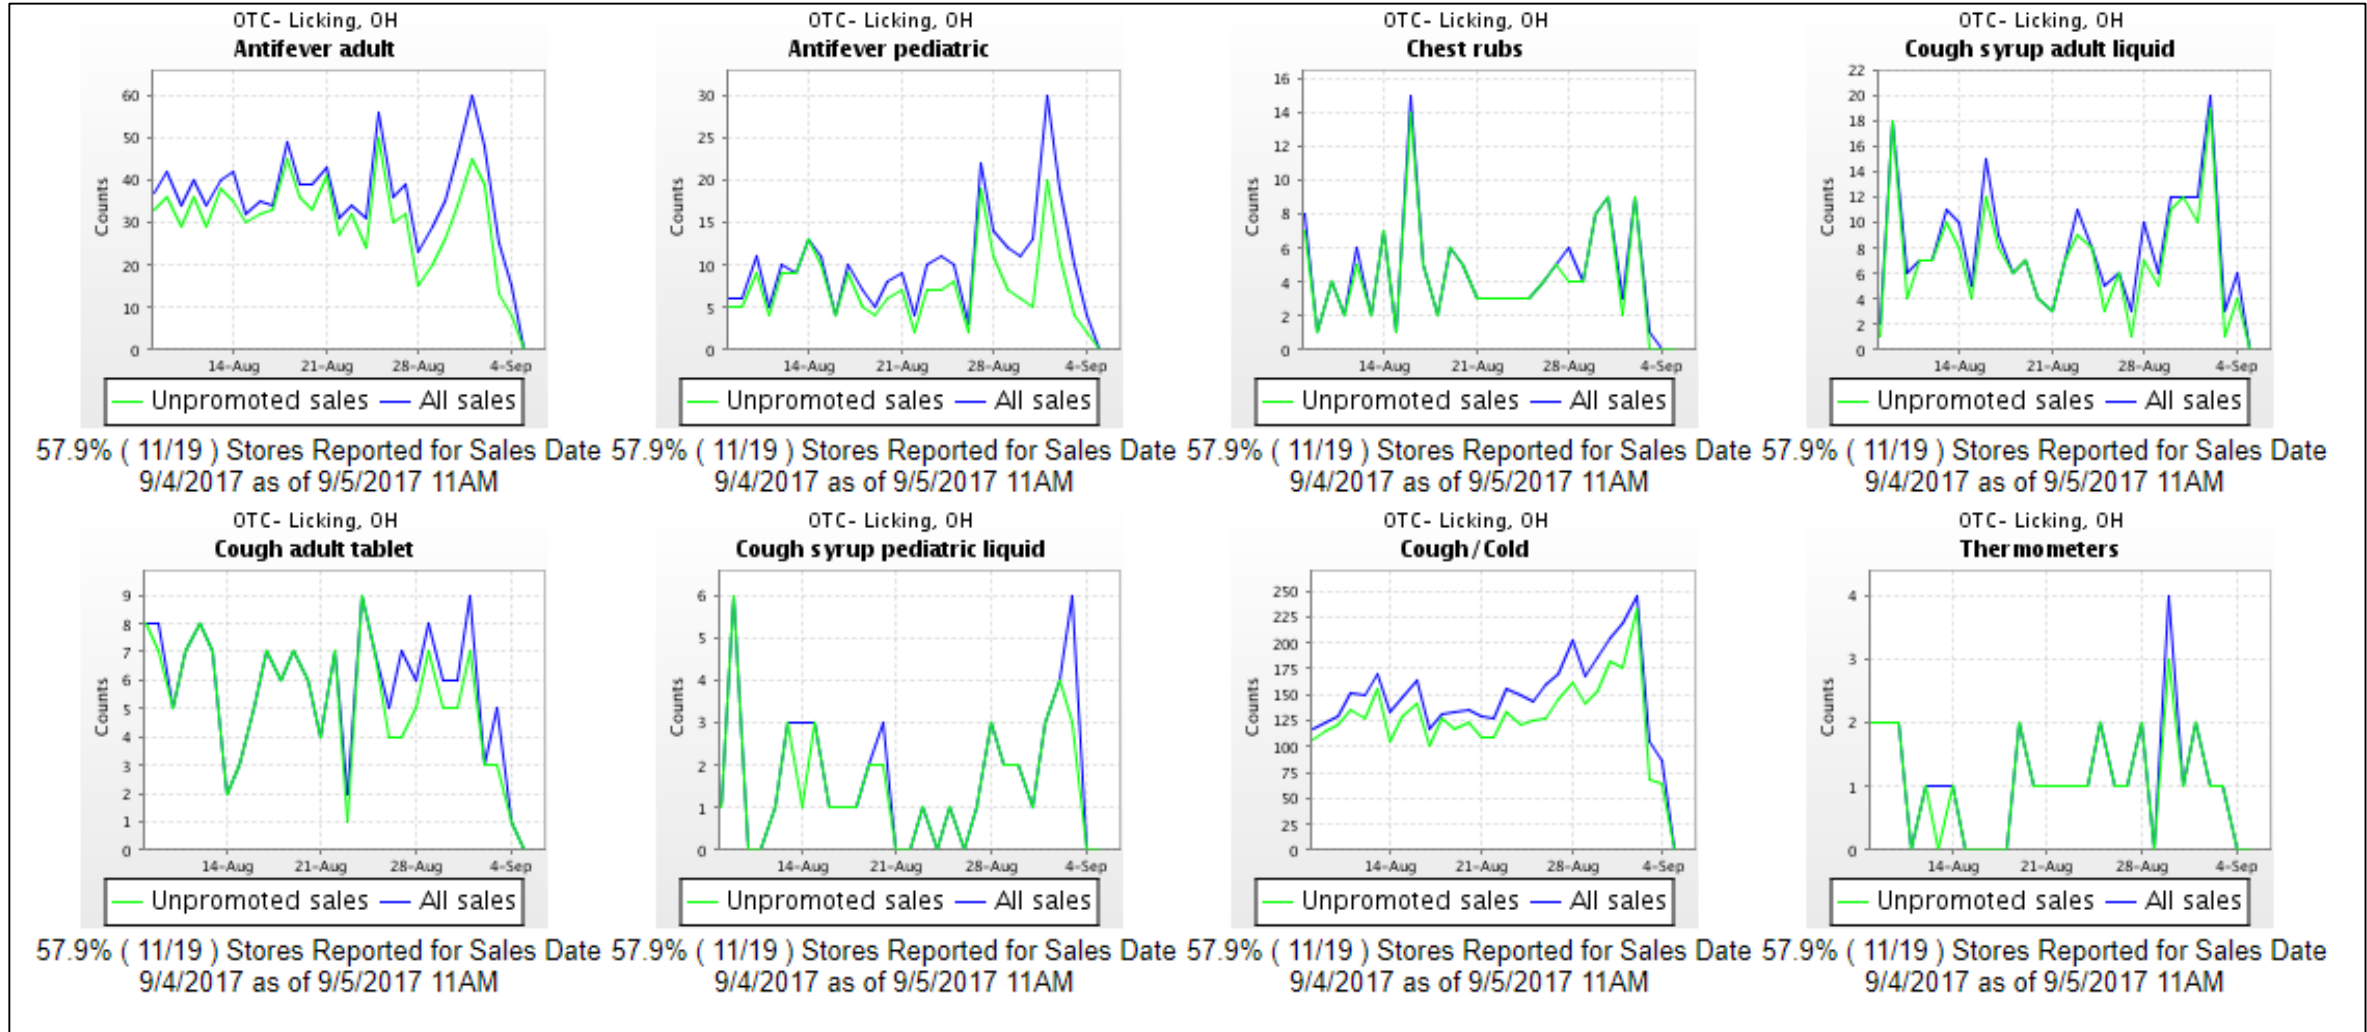 OTC- Licking, OH
Antifever adult
60
50
40
30
20
10
0
Counts
14-Aug 21-Aug 28-Aug 4-Sep
Unpromoted sales All sales
57.9% ( 11/19 ) Stores Reported for Sales Date
9/4/2017 as of 9/5/2017 11AM
OTC- Licking, OH
Antifever pediatric
30
25
20
15
10
5
0
Counts
14-Aug 21-Aug 28-Aug 4-Sep
Unpromoted sales All sales
57.9% ( 11/19 ) Stores Reported for Sales Date
9/4/2017 as of 9/5/2017 11AM
OTC- Licking, OH
Chest rubs
16
14
12
10
8
6
4
2
0
Counts
14-Aug 21-Aug 28-Aug 4-Sep
Unpromoted sales All sales
57.9% ( 11/19 ) Stores Reported for Sales Date
9/4/2017 as of 9/5/2017 11AM
OTC- Licking, OH
Cough syrup adult liquid
22
20
18
16
14
12
10
8
6
4
2
0
Counts
14-Aug 21-Aug 28-Aug 4-Sep
Unpromoted sales All sales
57.9% ( 11/19 ) Stores Reported for Sales Date
9/4/2017 as of 9/5/2017 11AM
OTC- Licking, OH
Cough adult tablet
9
8
7
6
5
4
3
2
1
0
Counts
14-Aug 21-Aug 28-Aug 4-Sep
Unpromoted sales All sales
57.9% ( 11/19 ) Stores Reported for Sales Date
9/4/2017 as of 9/5/2017 11AM
OTC- Licking, OH
Cough syrup pediatric liquid
6
5
4
3
2
1
0
Counts
14-Aug 21-Aug 28-Aug 4-Sep
Unpromoted sales All sales
57.9% ( 11/19 ) Stores Reported for Sales Date
9/4/2017 as of 9/5/2017 11AM
OTC- Licking, OH
Cough/Cold
250
225
200
175
150
125
100
75
50
25
0
Counts
14-Aug 21-Aug 28-Aug 4-Sep
Unpromoted sales All sales
57.9% ( 11/19 ) Stores Reported for Sales Date
9/4/2017 as of 9/5/2017 11AM
OTC- Licking, OH
Thermometers
4
3
2
1
0
Counts
14-Aug 21-Aug 28-Aug 4-Sep
Unpromoted sales All sales
57.9% ( 11/19 ) Stores Reported for Sales Date
9/4/2017 as of 9/5/2017 11AM